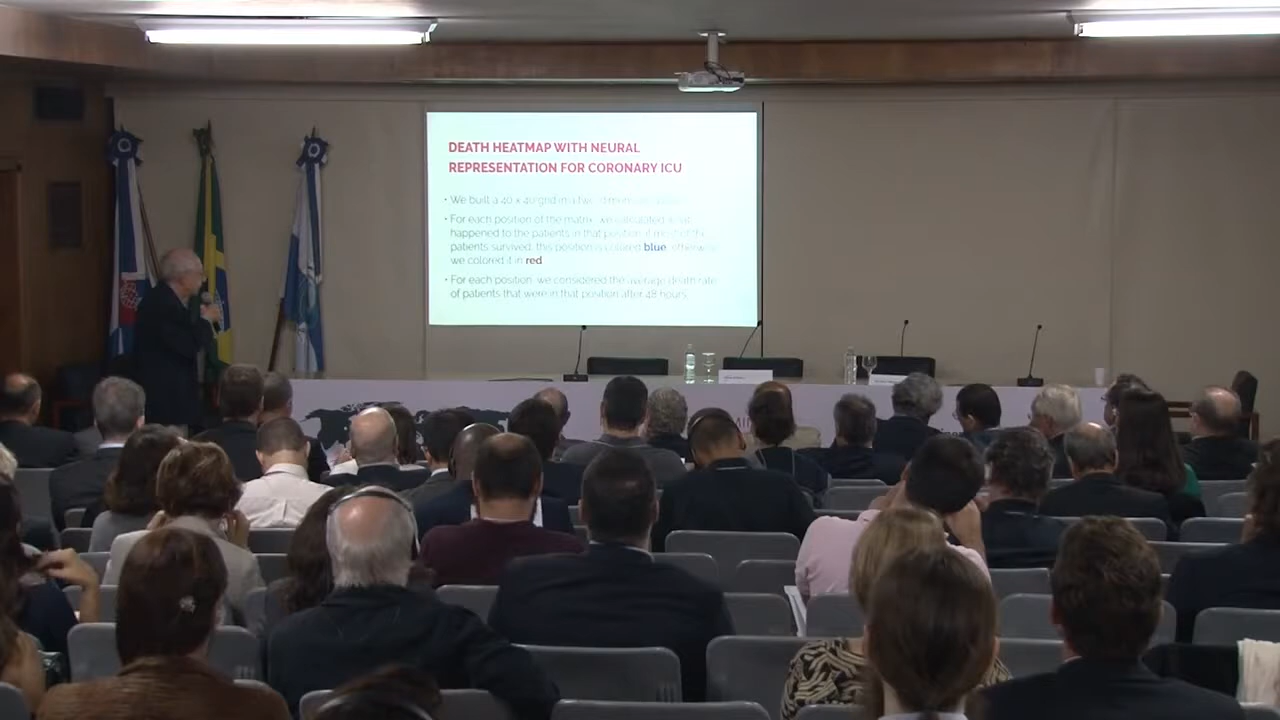 DEATH HEATMAP WITH NEURAL
REPRESENTATION FOR CORONARY ICU
• We built a 40 x 40 grid in a two
• For each position of the matrix, we calculated what
happened to the patients in that position: if most of the
patients survived, this position is colored blue, otherwise
we colored it in red
• For each position, we considered the average death rate
of patients that were in that position after 48 hours.